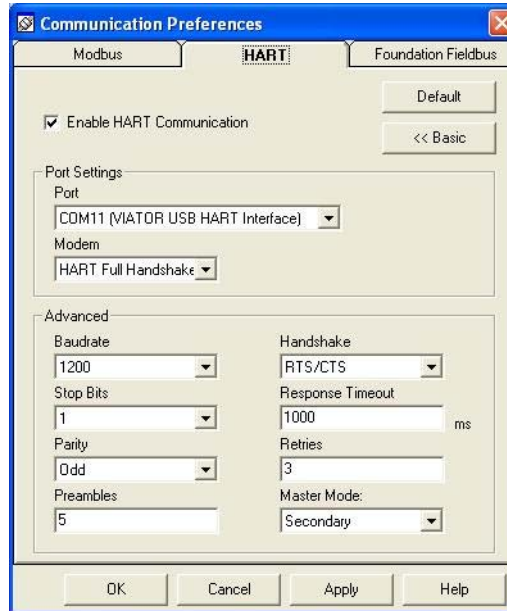 Communication Preferences
Modbus
HART
Foundation Fieldbus
Default
Enable HART Communication
<< Basic
Port Settings
Port
COM11 (VIATOR USB HART Interface)
Modem
HART Full Handshake
Advanced
Baudrate
Handshake
1200
RTS/CTS
Stop Bits
Response Timeout
1
1000
ms
Parity
Retries
Odd
3
Preambles
Master Mode:
5
Secondary
OK
Cancel
Apply
Help